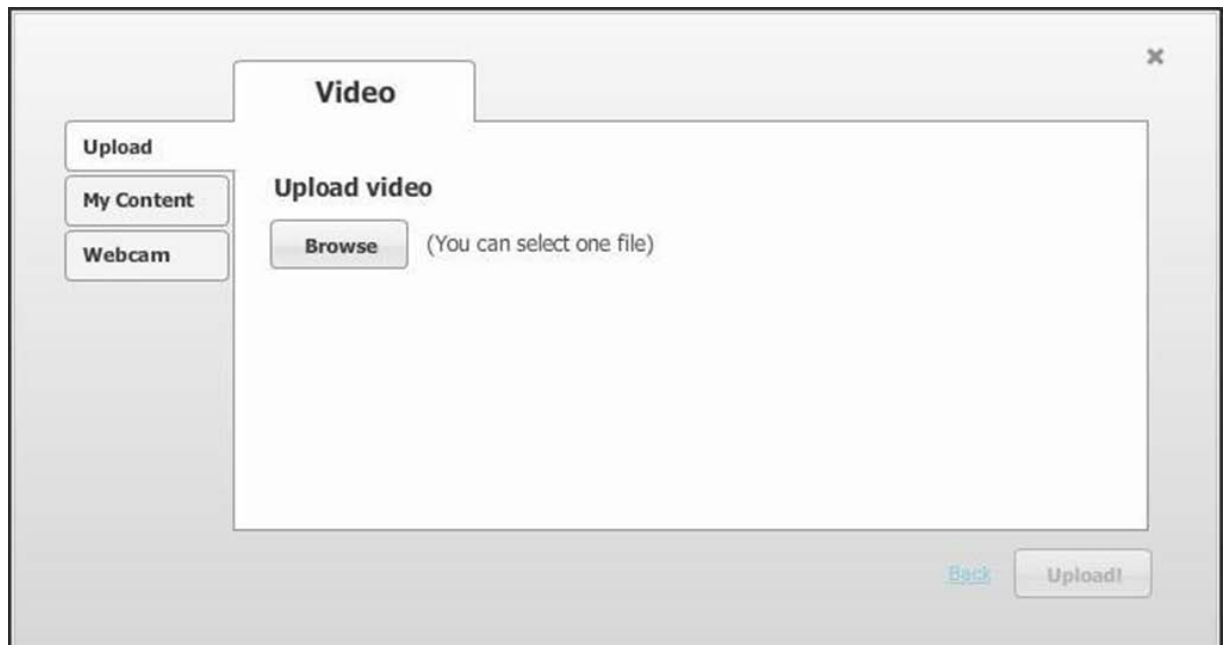 Video
Upload
My Content
Webcam
Upload video
Browse (You can select one file)
Back Upload!